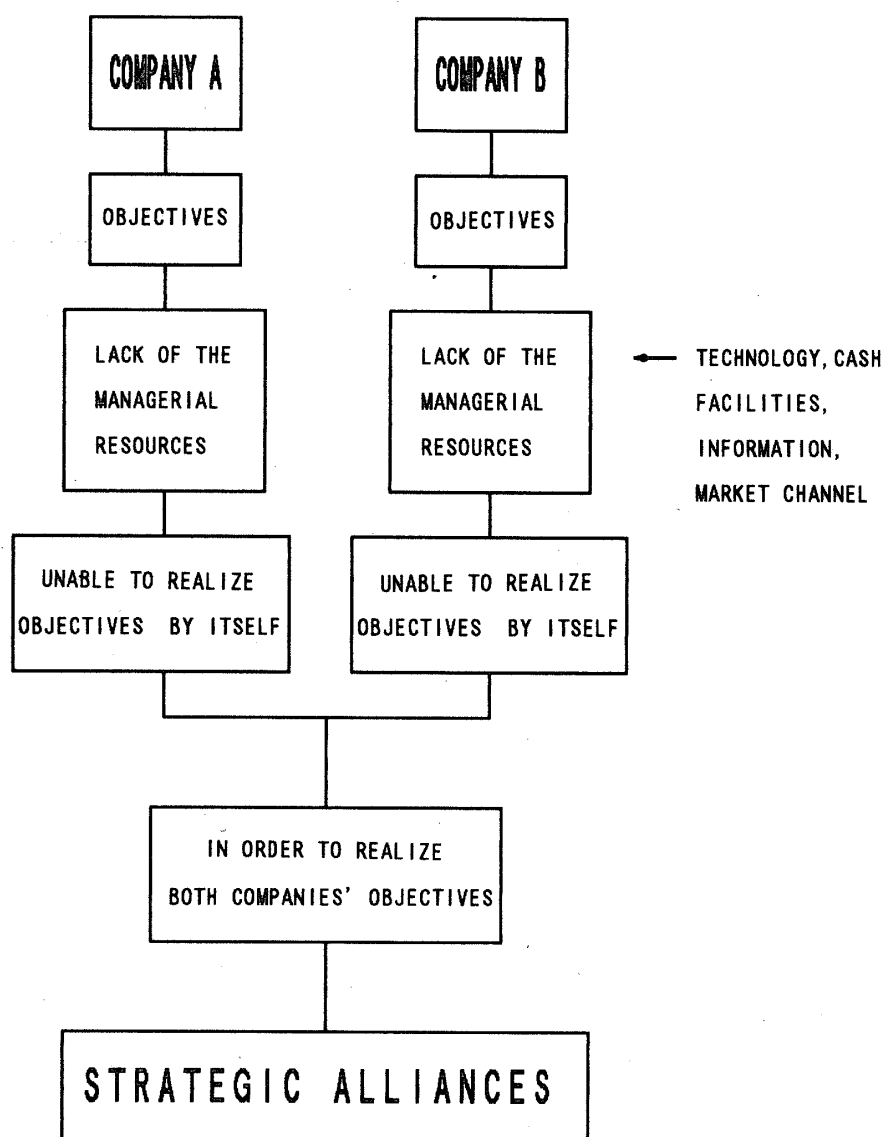 COMPANY A
COMPANY B
OBJECTIVES
OBJECTIVES
LACK OF THE
MANAGERIAL
RESOURCES
LACK OF THE
MANAGERIAL
RESOURCES
TECHNOLOGY, CASH
FACILITIES,
INFORMATION,
MARKET CHANNEL
UNABLE TO REALIZE
OBJECTIVES BY ITSELF
UNABLE TO REALIZE
OBJECTIVES BY ITSELF
IN ORDER TO REALIZE
BOTH COMPANIES' OBJECTIVES
STRATEGIC ALLIANCES